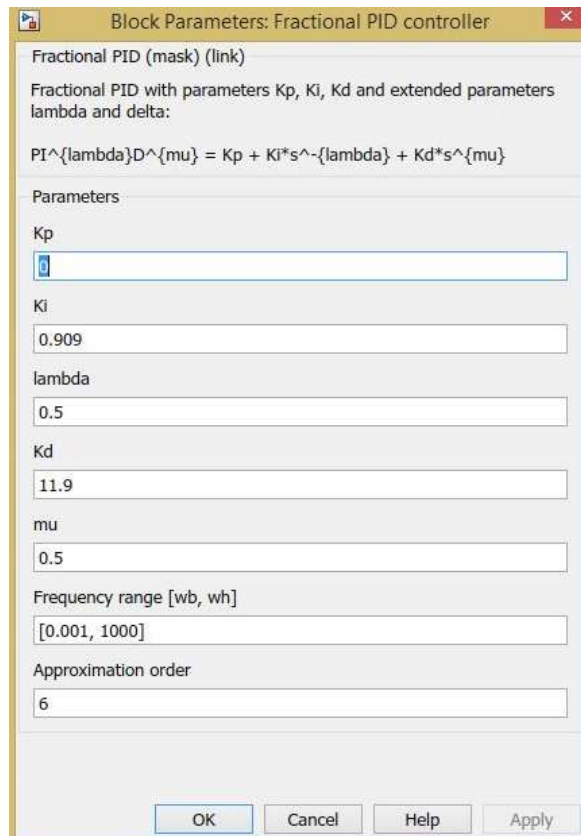 Block Parameters: Fractional PID controller
Fractional PID (mask) (link)
Fractional PID with parameters Kp, Ki, Kd and extended parameters
lambda and delta:
PI^{lambda}D^{mu} = Kp + Ki*s^-{lambda} + Kd*s^{mu}
Parameters
Kp
0
Ki
0.909
lambda
0.5
Kd
11.9
mu
0.5
Frequency range [wb, wh]
[0.001, 1000]
Approximation order
6
OK Cancel Help Apply